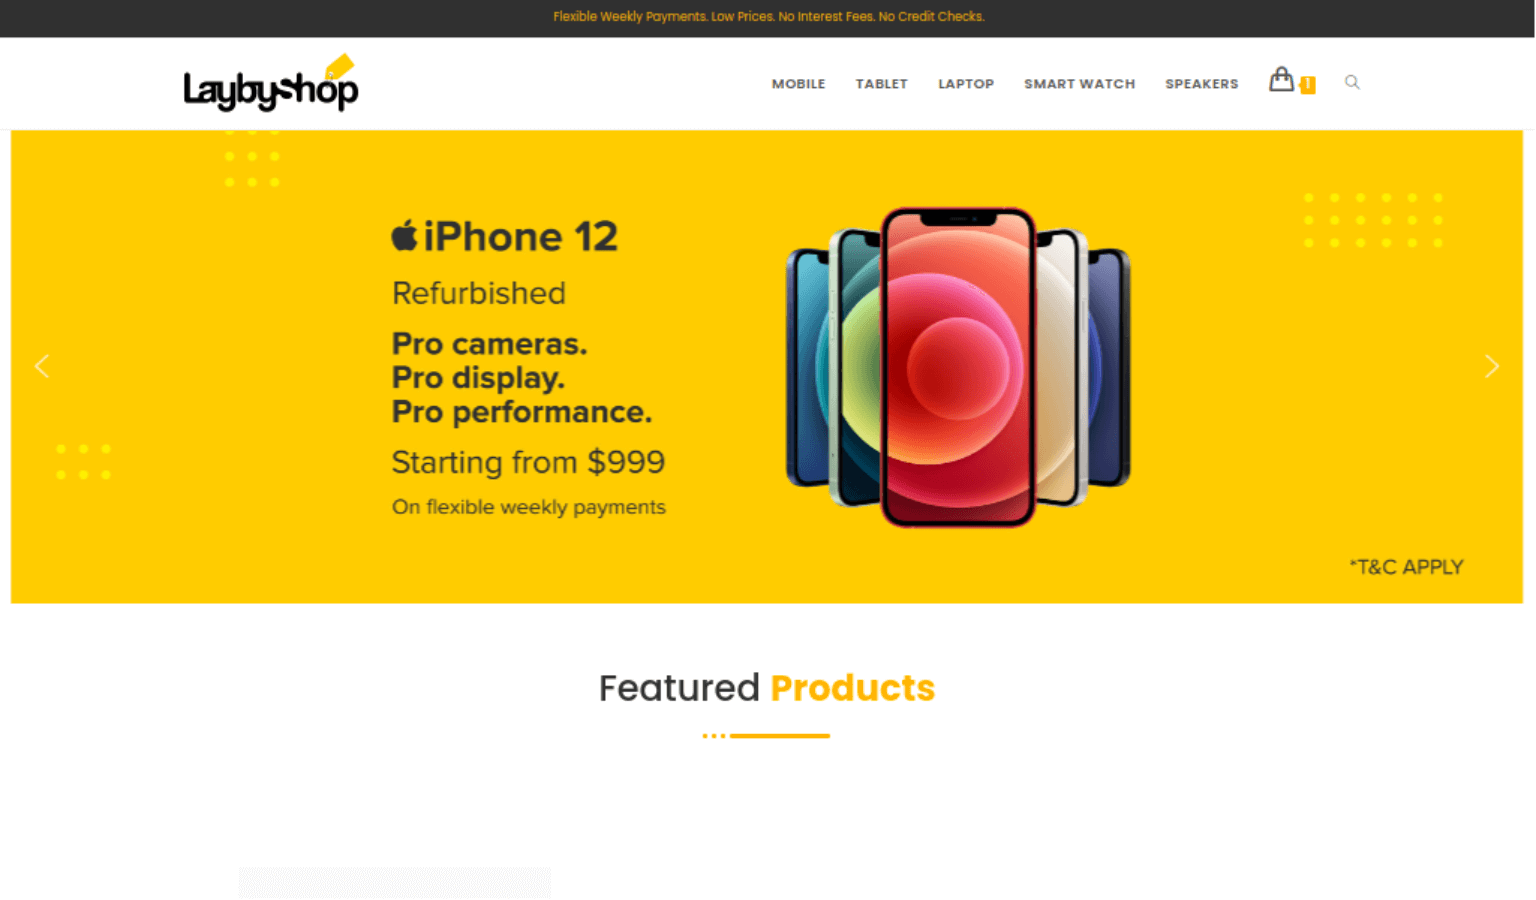 Flexible Weekly Payments. Low Prices. No Interest Fees. No Credit Checks.
Laybyshop
MOBILE TABLET LAPTOP SMART WATCH SPEAKERS 1
iPhone 12
Refurbished
Pro cameras.
Pro display.
Pro performance.
Starting from $999
On flexible weekly payments
*T&C APPLY
Featured Products